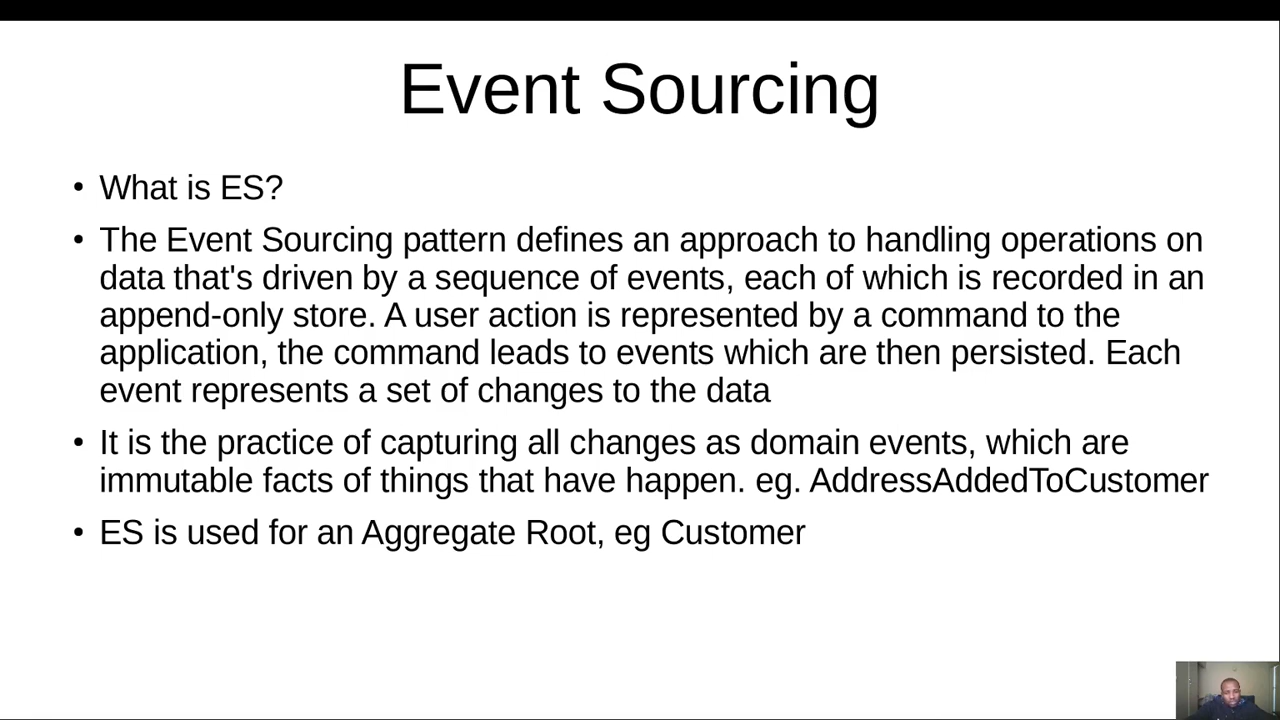 Event Sourcing
• What is ES?
• The Event Sourcing pattern defines an approach to handling operations on
data that's driven by a sequence of events, each of which is recorded in an
append-only store. A user action is represented by a command to the
application, the command leads to events which are then persisted. Each
event represents a set of changes to the data
• It is the practice of capturing all changes as domain events, which are
immutable facts of things that have happen. eg. AddressAddedToCustomer
• ES is used for an Aggregate Root, eg Customer